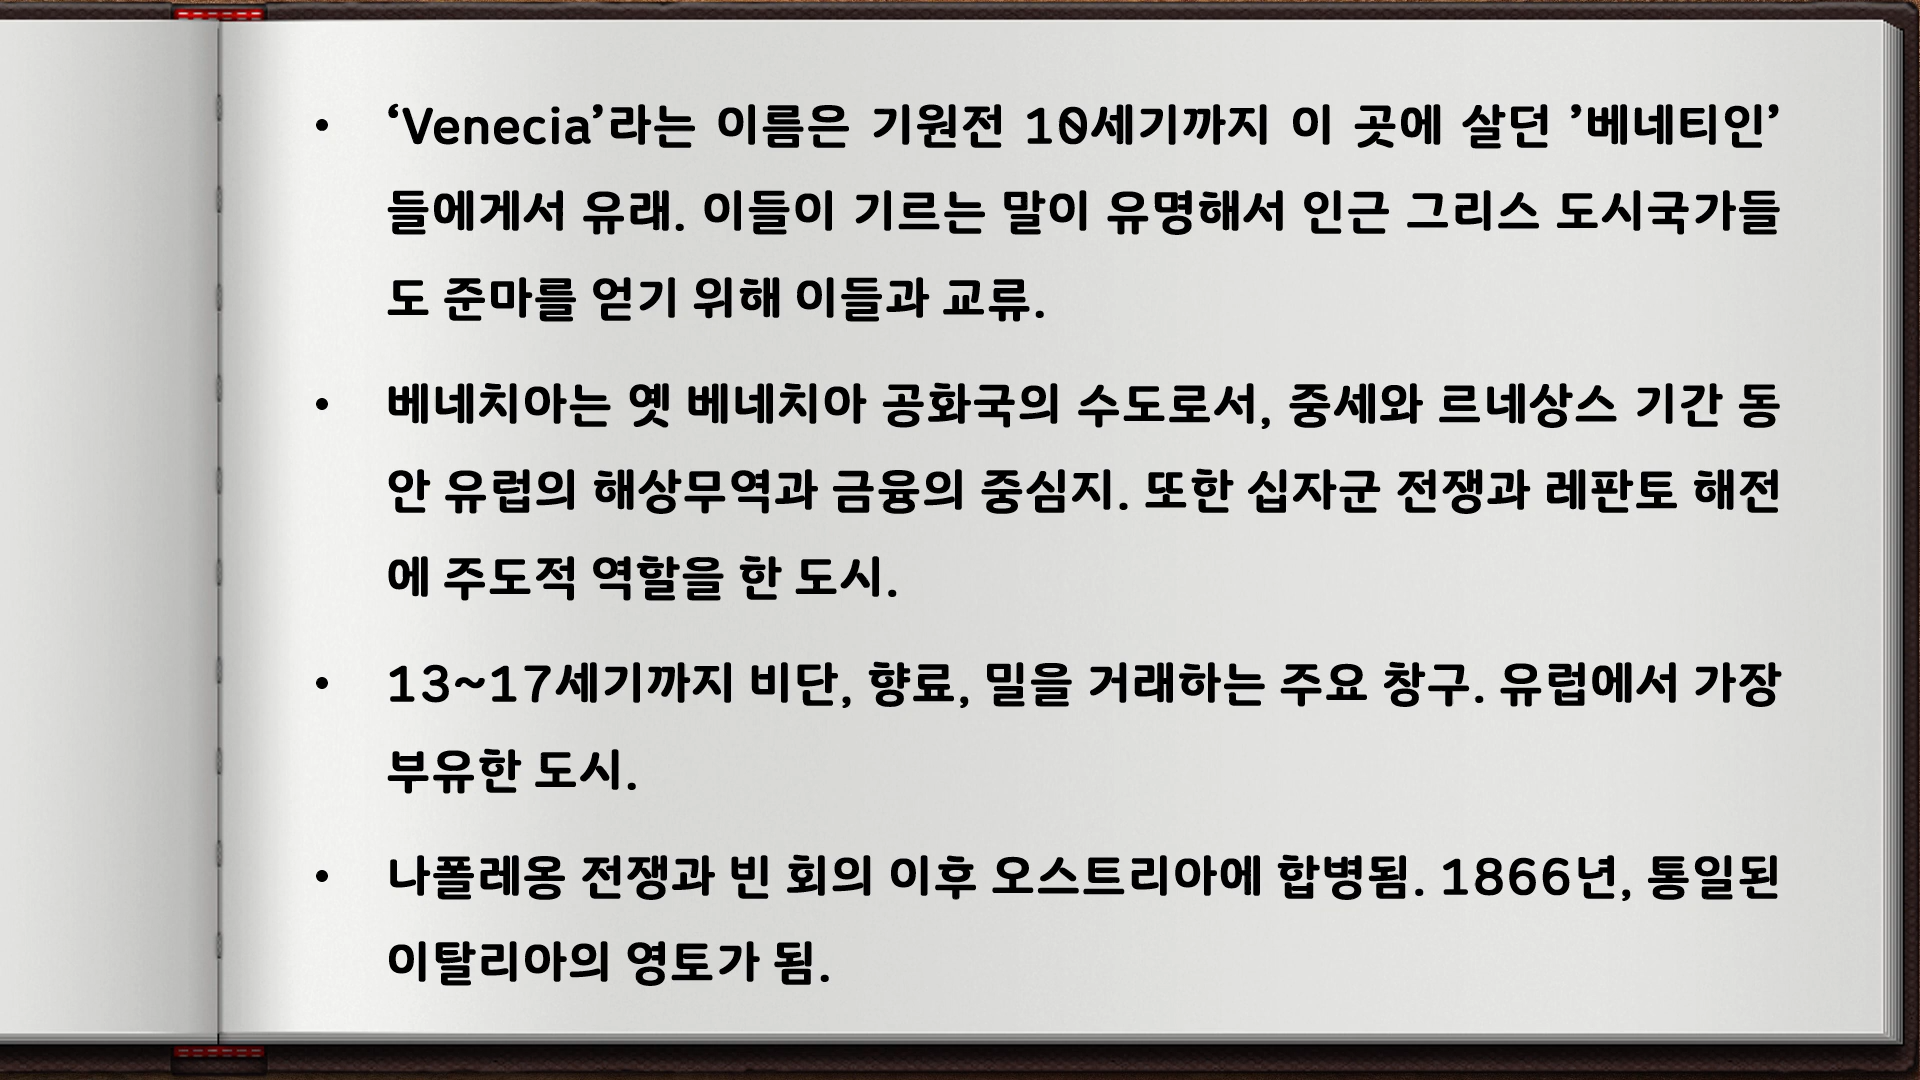 • ‘Venecia’라는 이름은 기원전 10세기까지 이 곳에 살던 ’베네티인’
들에게서 유래. 이들이 기르는 말이 유명해서 인근 그리스 도시국가들
도 준마를 얻기 위해 이들과 교류.
• 베네치아는 옛 베네치아 공화국의 수도로서, 중세와 르네상스 기간 동
안 유럽의 해상무역과 금융의 중심지. 또한 십자군 전쟁과 레판토 해전
에 주도적 역할을 한 도시.
• 13~17세기까지 비단, 향료, 밀을 거래하는 주요 창구. 유럽에서 가장
부유한 도시.
• 나폴레옹 전쟁과 빈 회의 이후 오스트리아에 합병됨. 1866년, 통일된
이탈리아의 영토가 됨.